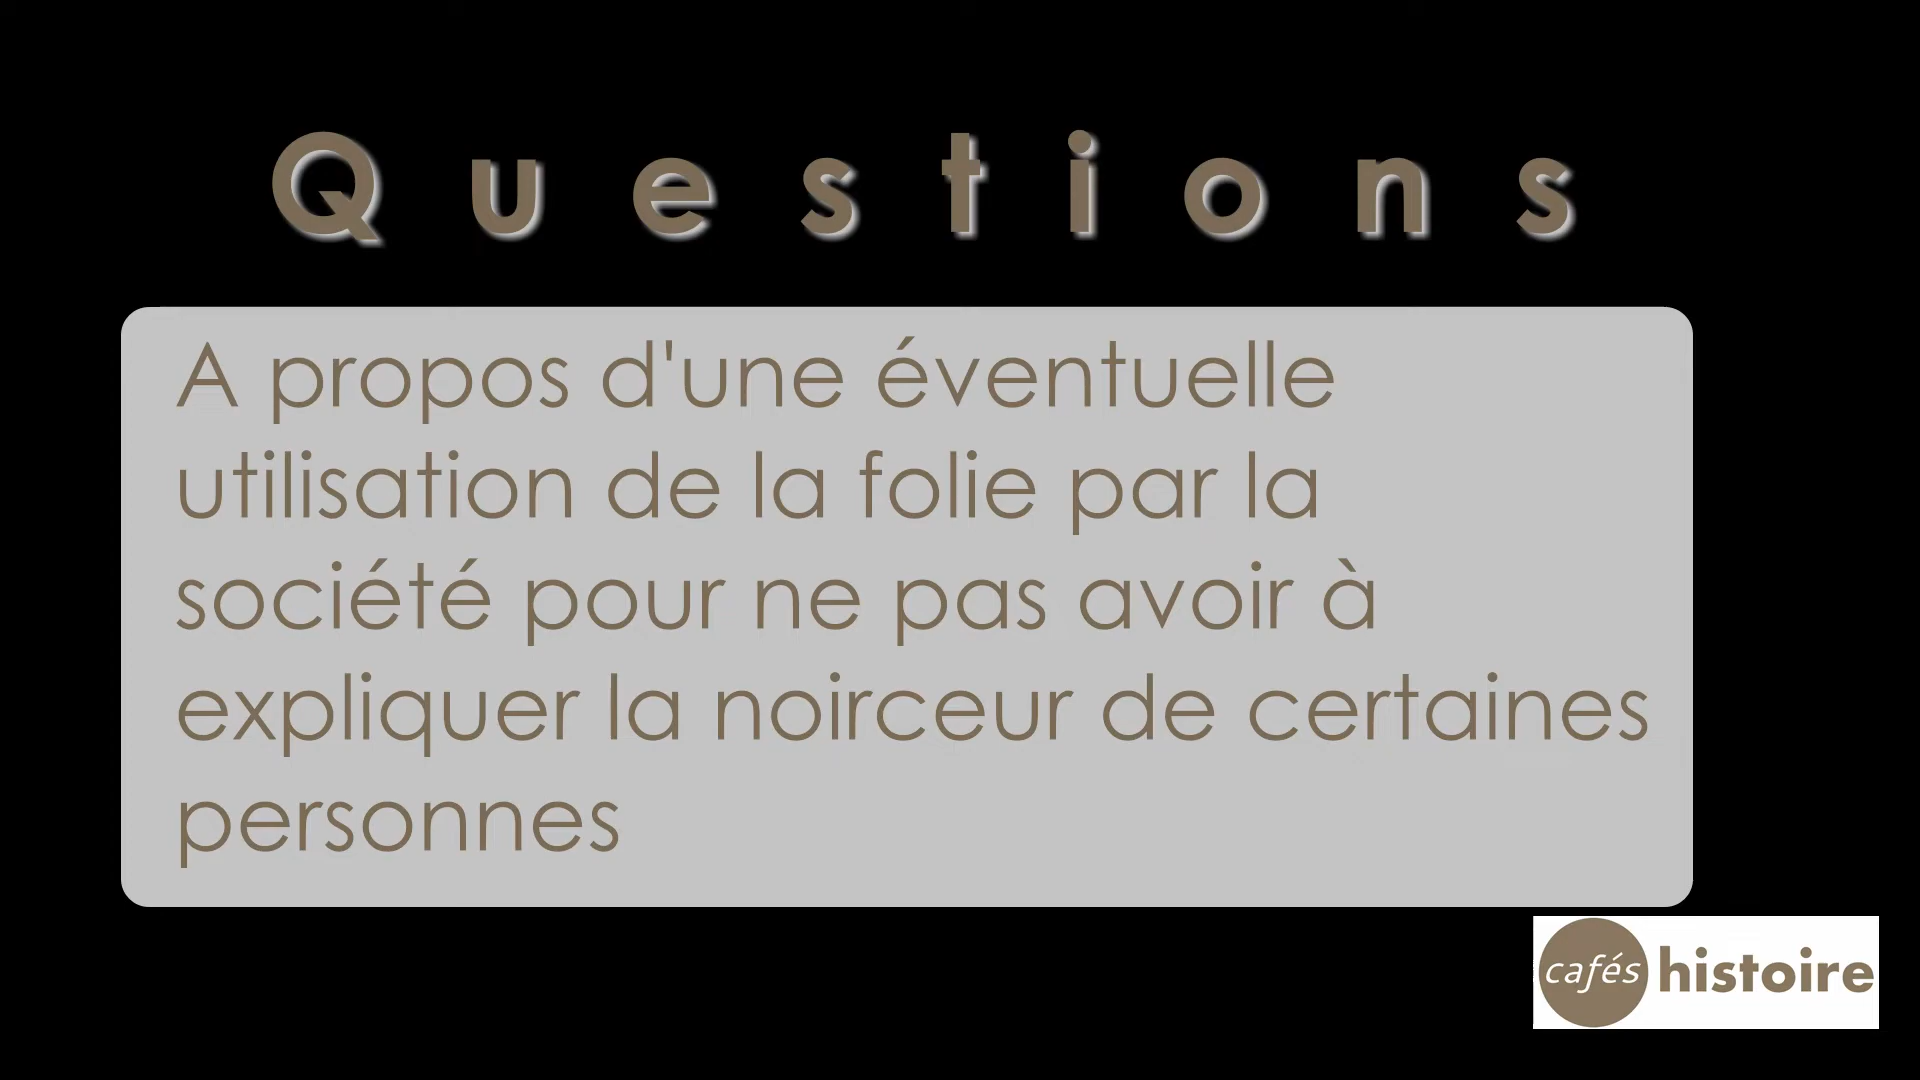 Questions
A propos d'une éventuelle
utilisation de la folie par la
société pour ne pas avoir à
expliquer la noirceur de certaines
personnes
cafés histoire